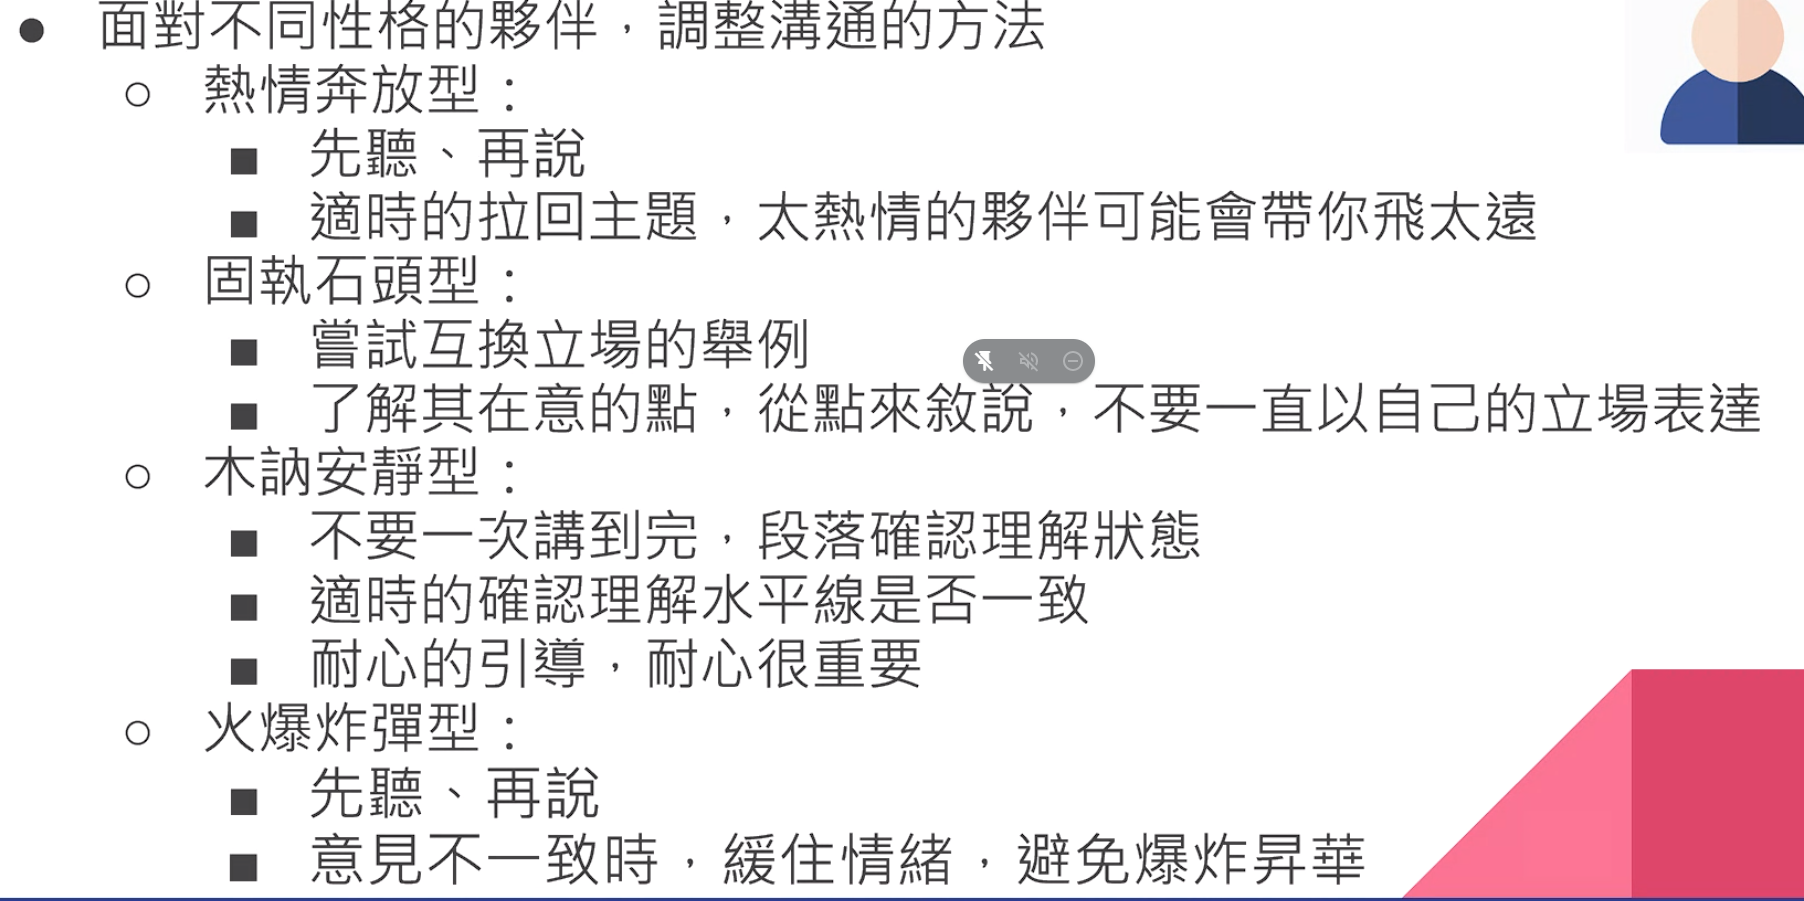 ● 面對不同性格的夥伴，調整溝通的方法
○ 熱情奔放型：
■ 先聽、再說
■ 適時的拉回主題，太熱情的夥伴可能會帶你飛太遠
○ 固執石頭型：
■ 嘗試互換立場的舉例
■ 了解其在意的點，從點來敘說，不要一直以自己的立場表達
○ 木訥安靜型：
■ 不要一次講到完，段落確認理解狀態
■ 適時的確認理解水平線是否一致
■ 耐心的引導，耐心很重要
○ 火爆炸彈型：
■ 先聽、再說
■ 意見不一致時，緩住情緒，避免爆炸昇華